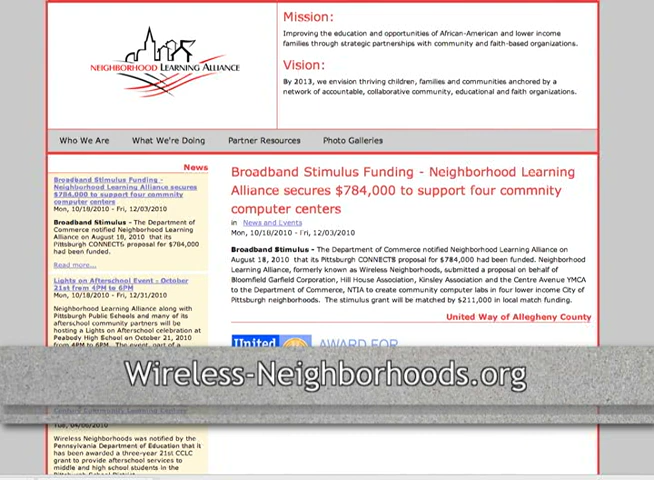 NEIGHBORHOOD LEARNING ALLIANCE
Mission:
Improving the education and opportunities of African-American and lower income
families through strategic partnerships with community and faith-based organizations.
Vision:
By 2013, we envision thriving children, families and communities anchored by a
network of accountable, collaborative community, educational and faith organizations.
Who We Are What We're Doing Partner Resources Photo Galleries
News
Broadband Stimulus Funding -
Neighborhood Learning Alliance secures
$784,000 to support four commnity
computer centers
Mon, 10/18/2010 - Fri, 12/03/2010
Broadband Stimulus - The Department of
Commerce notified Neighborhood Learning
Alliance on August 18, 2010 that its
Pittsburgh CONNECTS proposal for $784,000
had been funded.
Read more...
Lights on Afterschool Event - October
21st from 4PM to 6PM
Mon, 10/18/2010 - Fri, 12/31/2010
Neighborhood Learning Alliance along with
Pittsburgh Public Schools and many of its
afterschool community partners will be
hosting a Lights on Afterschool celebration at
Peabody High School on October 21, 2010
from 4PM to 6PM. The event, part of a
Century Community Learning Centers
Tue, 04/06/2010
Wireless Neighborhoods was notified by the
Pennsylvania Department of Education that it
has been awarded a three-year 21st CCLC
grant to provide afterschool services to
middle and high school students in the
Pittsburgh School District.
Broadband Stimulus Funding - Neighborhood Learning
Alliance secures $784,000 to support four commnity
computer centers
in News and Events
Mon, 10/18/2010 - Fri, 12/03/2010
Broadband Stimulus - The Department of Commerce notified Neighborhood Learning Alliance on
August 18, 2010 that its Pittsburgh CONNECTS proposal for $784,000 had been funded. Neighborhood
Learning Alliance, formerly known as Wireless Neighborhoods, submitted a proposal on behalf of
Bloomfield Garfield Corporation, Hill House Association, Kinsley Association and the Centre Avenue YMCA
to the Department of Commerce, NTIA to create community computer labs in four lower income City of
Pittsburgh neighborhoods. The stimulus grant will be matched by $211,000 in local match funding.
United Way of Allegheny County
United AWARD FOR
Wireless-Neighborhoods.org